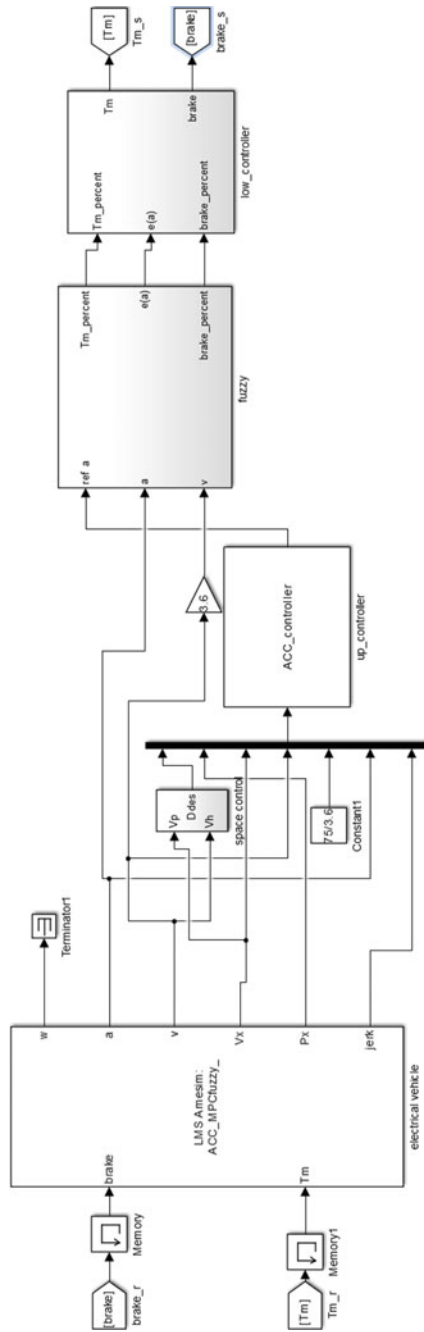 [brake]
brake_r
Memory
[Tm]
Tm_r
Memory1
brake
Tm
LMS Amesim:
ACC_MPCfuzzy_
w
a
v
Vx
Px
jerk
electrical vehicle
Terminator1
Vp
Vh
Ddes
space control
75/3.6
Constant1
ACC_controller
up_controller
3.6
ref a
a
v
Tm_percent
e(a)
brake_percent
fuzzy
Tm_percent
e(a)
brake_percent
Tm
brake
low_controller
[Tm]
Tm_s
[brake]
brake_s